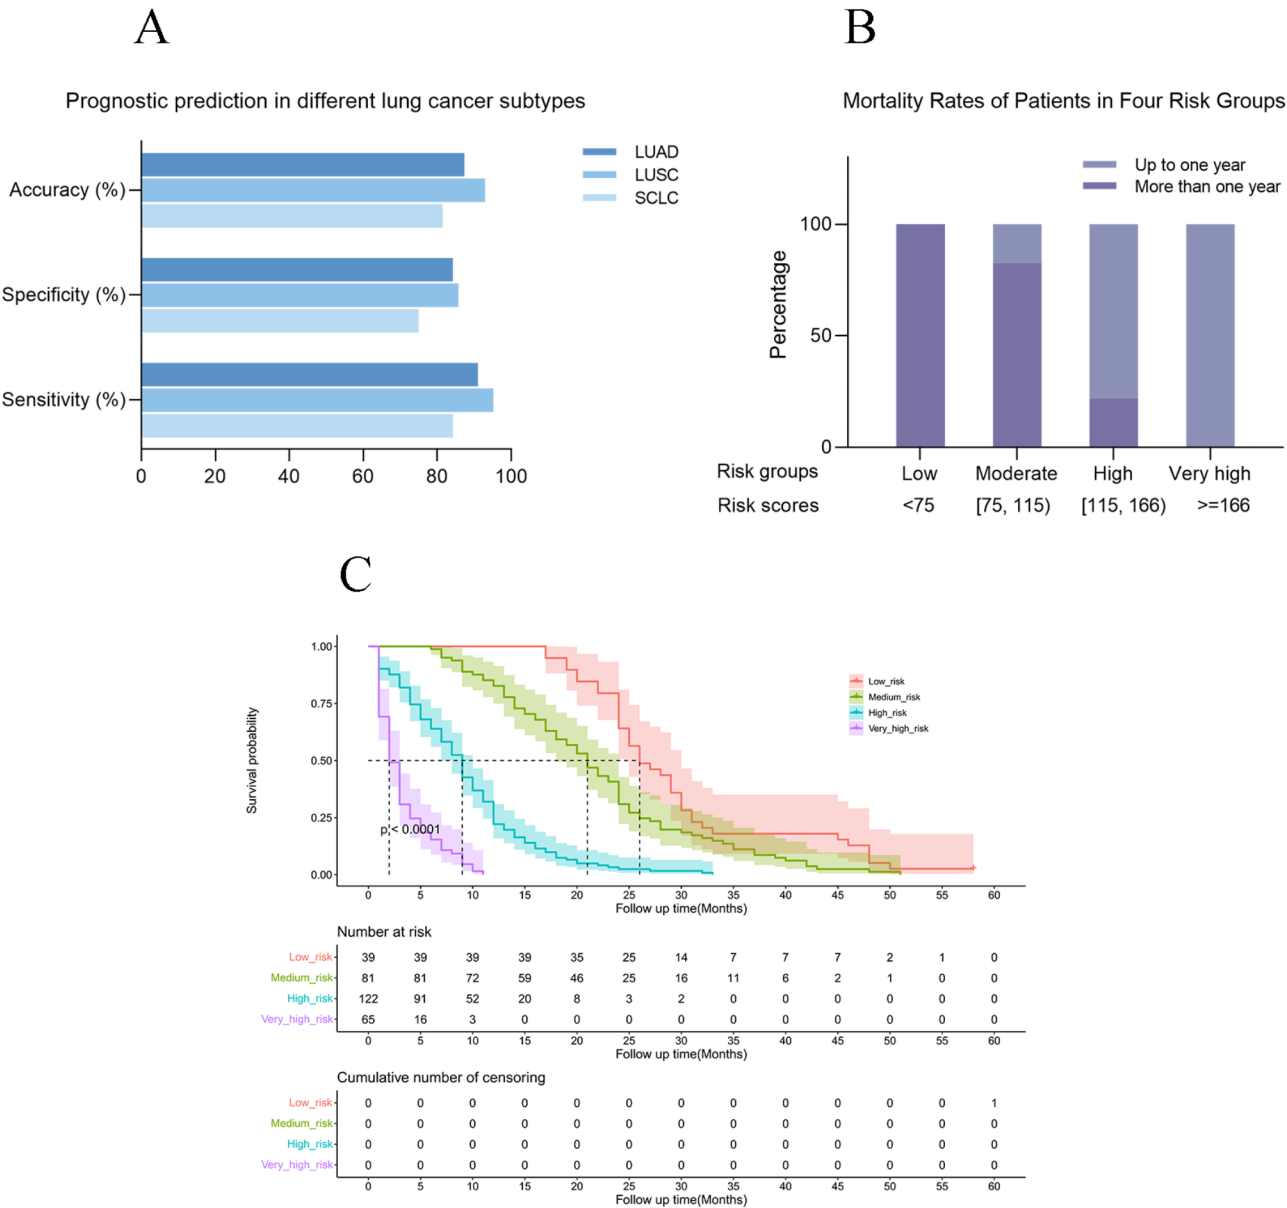 A
Prognostic prediction in different lung cancer subtypes
LUAD
LUSC
SCLC
Accuracy (%)
Specificity (%)
Sensitivity (%)
0 20 40 60 80 100
B
Mortality Rates of Patients in Four Risk Groups
Up to one year
More than one year
Percentage
100
50
0
Risk groups Low Moderate High Very high
Risk scores <75 [75, 115) [115, 166) >=166
C
Survival probability
1.00
0.75
0.50
0.25
0.00
p < 0.0001
Low_risk
Medium_risk
High_risk
Very_high_risk
0 5 10 15 20 25 30 35 40 45 50 55 60
Follow up time(Months)
Number at risk
Low_risk 39 39 39 39 35 25 14 7 7 7 2 1 0
Medium_risk 81 81 72 59 46 25 16 11 6 2 1 0 0
High_risk 122 91 52 20 8 3 2 0 0 0 0 0 0
Very_high_risk 65 16 3 0 0 0 0 0 0 0 0 0 0
0 5 10 15 20 25 30 35 40 45 50 55 60
Follow up time(Months)
Cumulative number of censoring
Low_risk 0 0 0 0 0 0 0 0 0 0 0 0 1
Medium_risk 0 0 0 0 0 0 0 0 0 0 0 0 0
High_risk 0 0 0 0 0 0 0 0 0 0 0 0 0
Very_high_risk 0 0 0 0 0 0 0 0 0 0 0 0 0
0 5 10 15 20 25 30 35 40 45 50 55 60
Follow up time(Months)